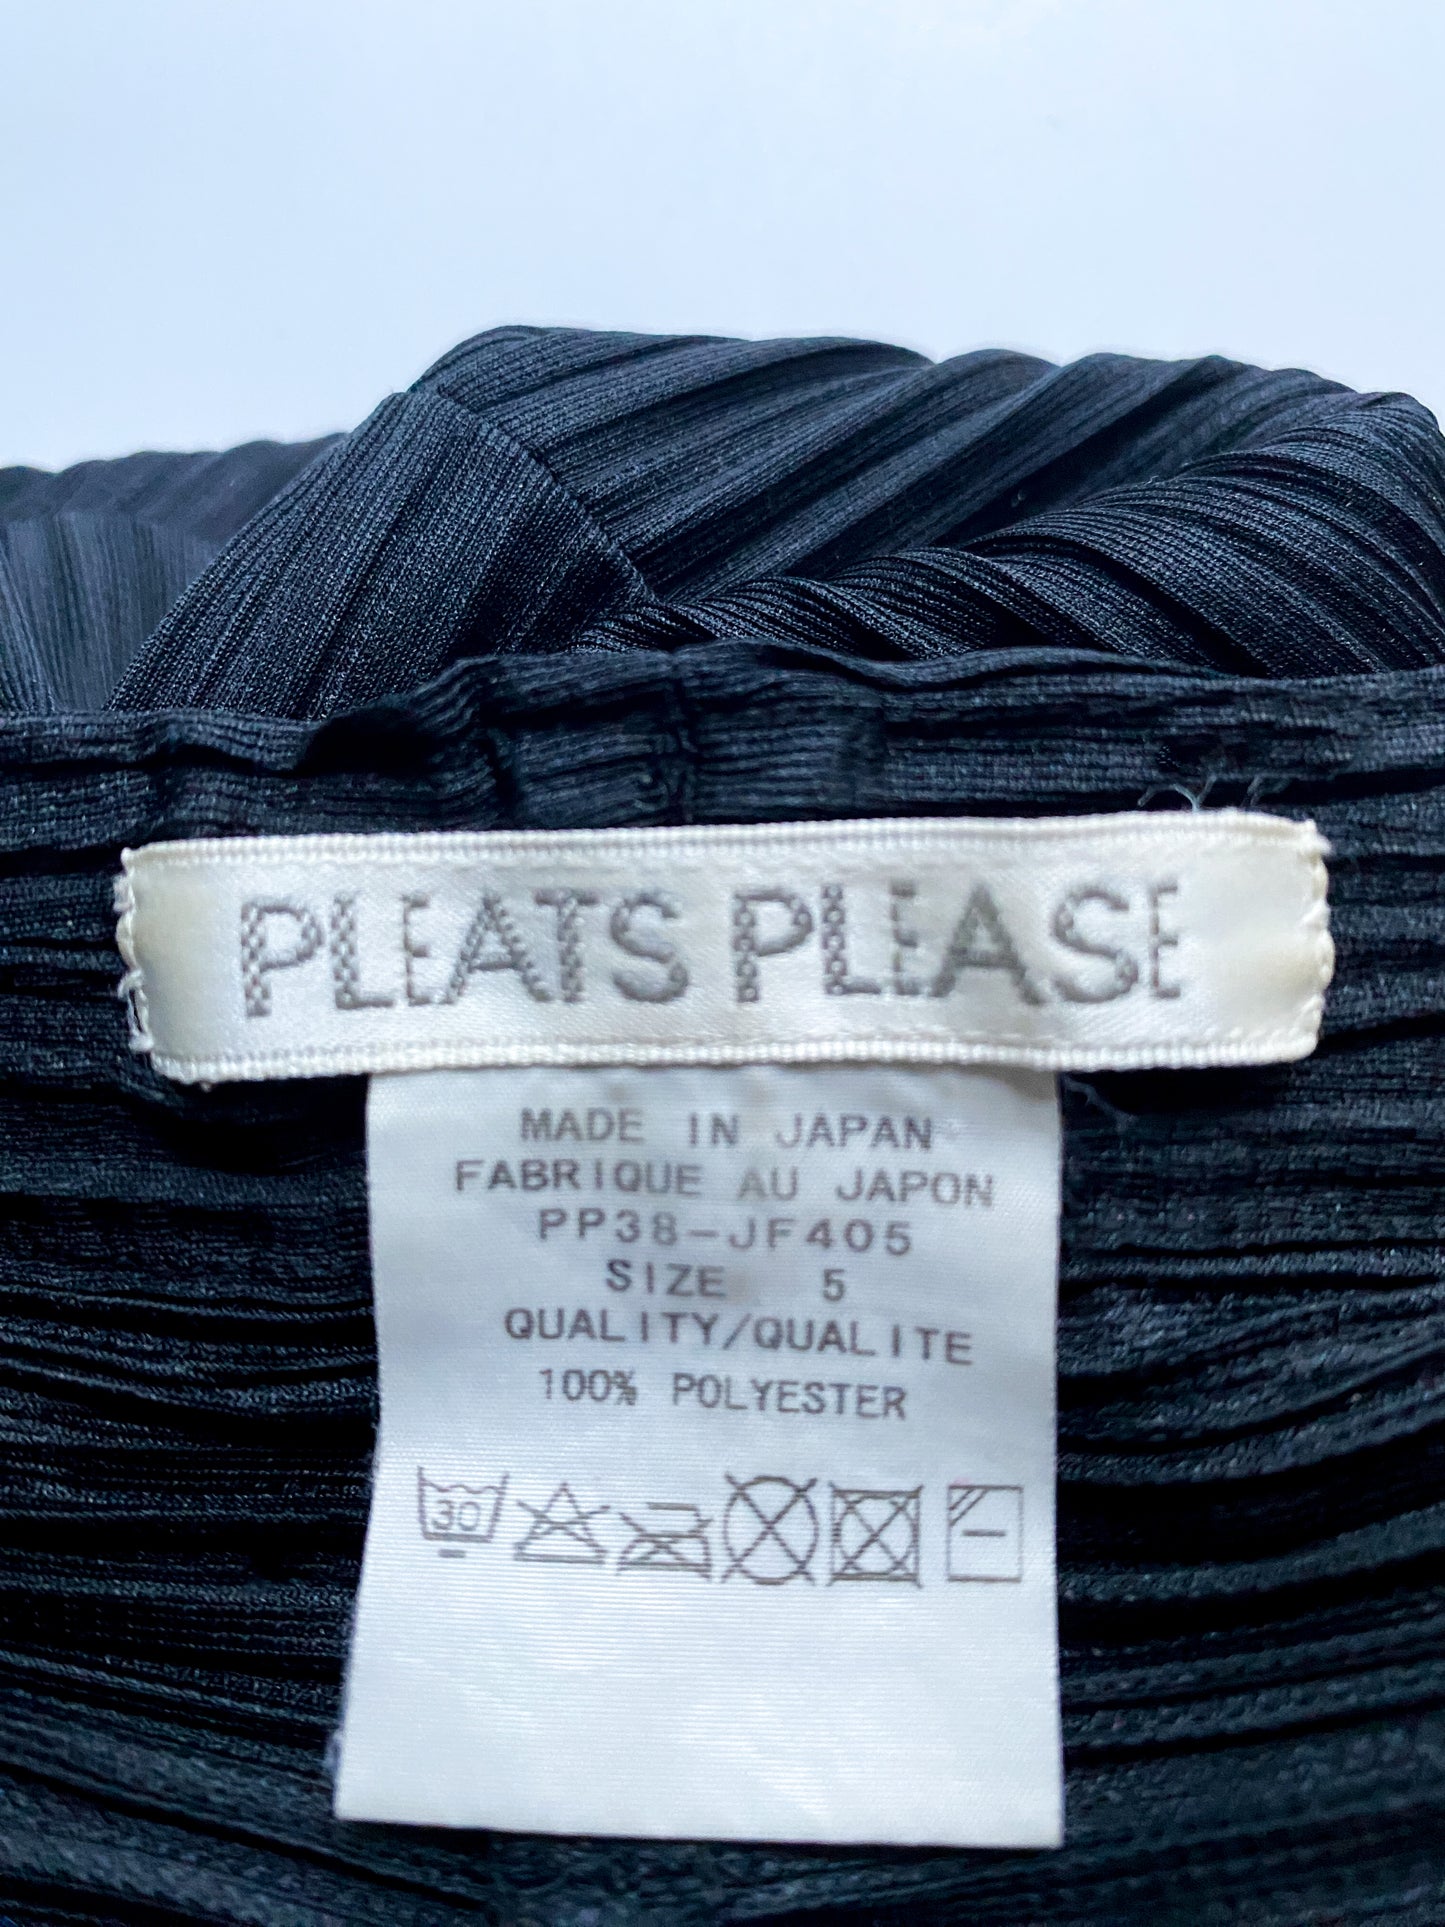 PLEATS PLEASE
MADE IN JAPAN
FABRIQUE AU JAPON
PP38-JF405
SIZE 5
QUALITY/QUALITE
100% POLYESTER
30